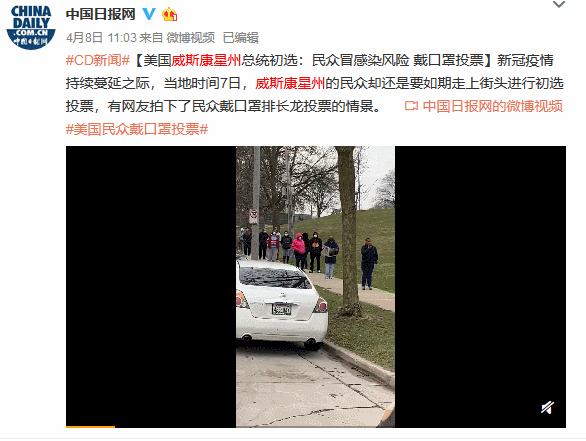 CHINA
DAILY
.COM.CN
中国日报网
中国日报网
4月8日 11:03 来自 微博视频 已编辑
#CD新闻#【美国威斯康星州总统初选：民众冒感染风险 戴口罩投票】新冠疫情
持续蔓延之际，当地时间7日，威斯康星州的民众却还是要如期走上街头进行初选
投票，有网友拍下了民众戴口罩排长龙投票的情景。 中国日报网的微博视频
#美国民众戴口罩投票#